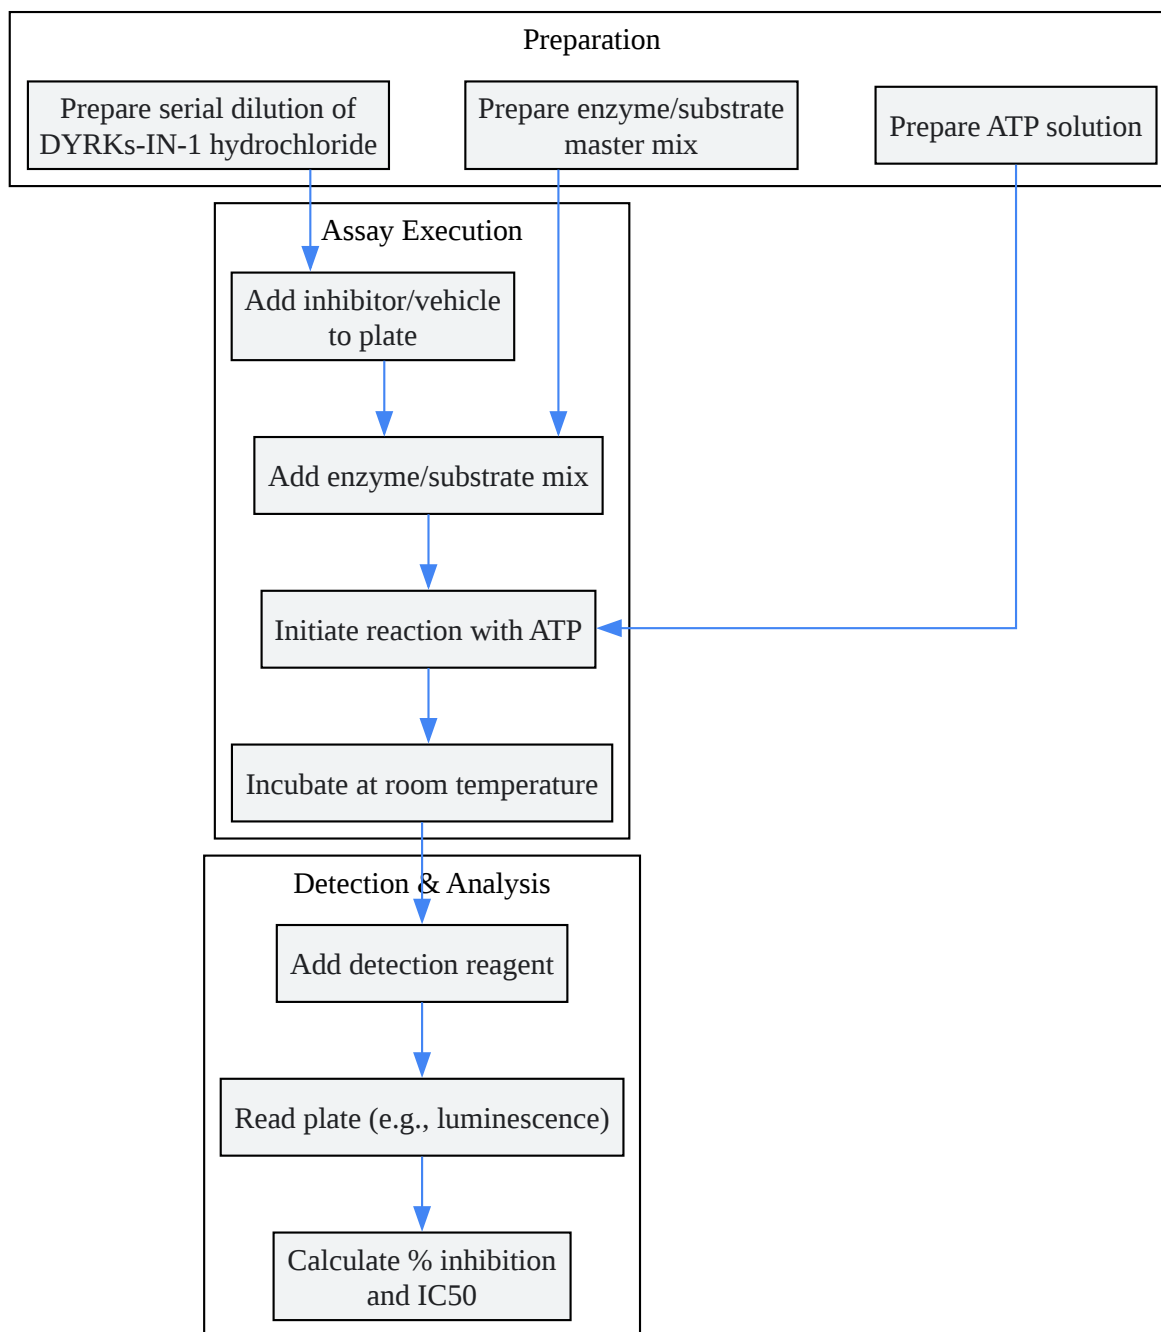 Preparation
Prepare serial dilution of
DYRKs-IN-1 hydrochloride
Prepare enzyme/substrate
master mix
Prepare ATP solution
Assay Execution
Add inhibitor/vehicle
to plate
Add enzyme/substrate mix
Initiate reaction with ATP
Incubate at room temperature
Detection & Analysis
Add detection reagent
Read plate (e.g., luminescence)
Calculate % inhibition
and IC50